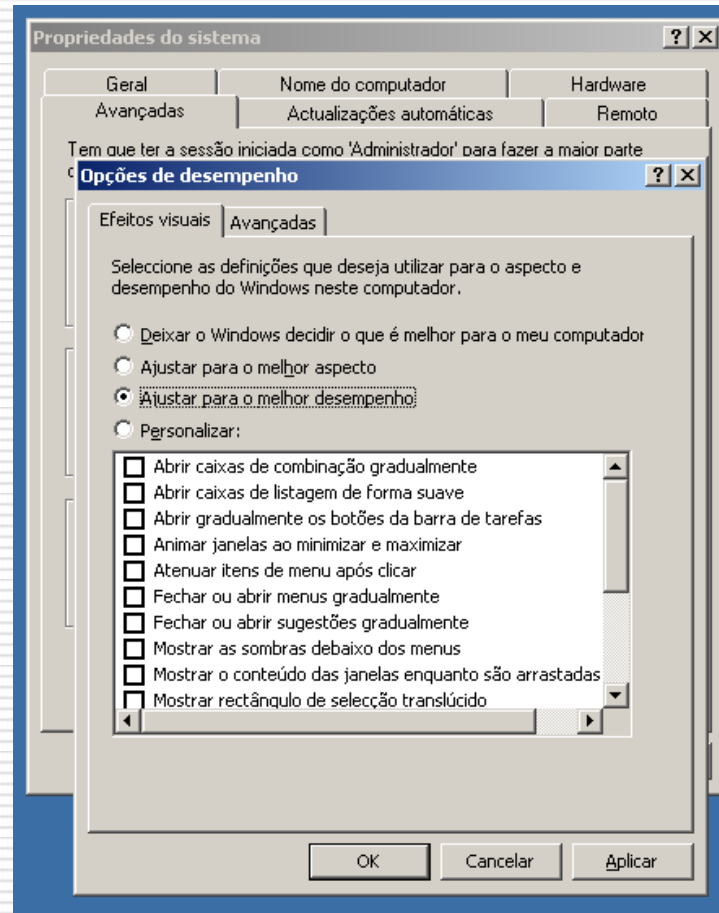 Propriedades do sistema
Geral
Nome do computador
Hardware
Avançadas
Actualizações automáticas
Remoto
Tem que ter a sessão iniciada como 'Administrador' para fazer a maior parte
Opções de desempenho
Efeitos visuais
Avançadas
Seleccione as definições que deseja utilizar para o aspecto e
desempenho do Windows neste computador.
Deixar o Windows decidir o que é melhor para o meu computador
Ajustar para o melhor aspecto
Ajustar para o melhor desempenho
Personalizar:
Abrir caixas de combinação gradualmente
Abrir caixas de listagem de forma suave
Abrir gradualmente os botões da barra de tarefas
Animar janelas ao minimizar e maximizar
Atenuar itens de menu após clicar
Fechar ou abrir menus gradualmente
Fechar ou abrir sugestões gradualmente
Mostrar as sombras debaixo dos menus
Mostrar o conteúdo das janelas enquanto são arrastadas
Mostrar rectângulo de selecção translúcido
OK
Cancelar
Aplicar